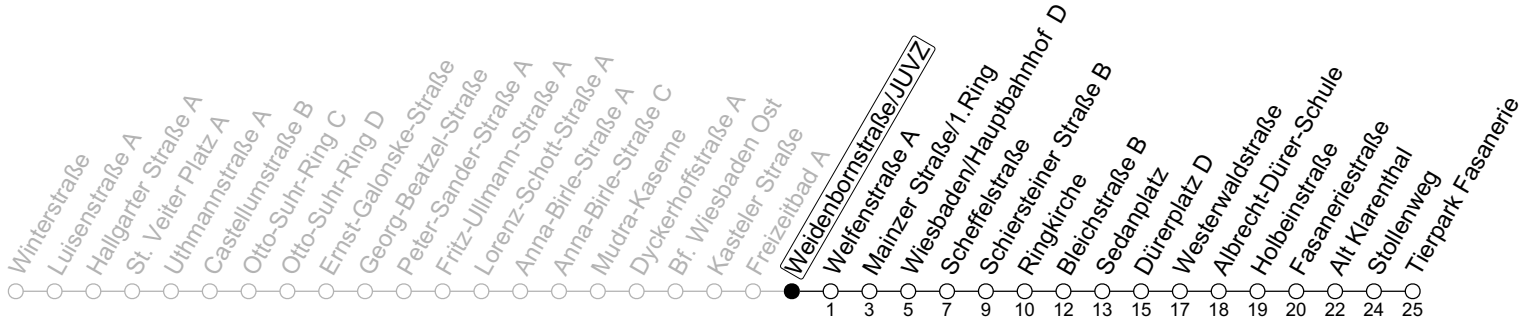 Winterstraße
Luisenstraße A
Hallgarter Straße A
St. Veiter Platz A
Uthmannstraße A
Castellumstraße B
Otto-Suhr-Ring C
Otto-Suhr-Ring D
Ernst-Galonske-Straße
Georg-Beatzel-Straße
Peter-Sander-Straße A
Fritz-Ullmann-Straße A
Lorenz-Schott-Straße A
Anna-Birle-Straße A
Anna-Birle-Straße C
Mudra-Kaserne
Dyckerhoffstraße A
Bf. Wiesbaden Ost
Kasteler Straße
Freizeitbad A
Weidenbornstraße/JUVZ
Welfenstraße A
Mainzer Straße/1.Ring
Wiesbaden/Hauptbahnhof D
Scheffelstraße
Schiersteiner Straße B
Ringkirche
Bleichstraße B
Sedanplatz
Dürerplatz D
Westerwaldstraße
Albrecht-Dürer-Schule
Holbeinstraße
Fasaneriestraße
Alt Klarenthal
Stollenweg
Tierpark Fasanerie
1 3 5 7 9 10 12 13 15 17 18 19 20 22 24 25